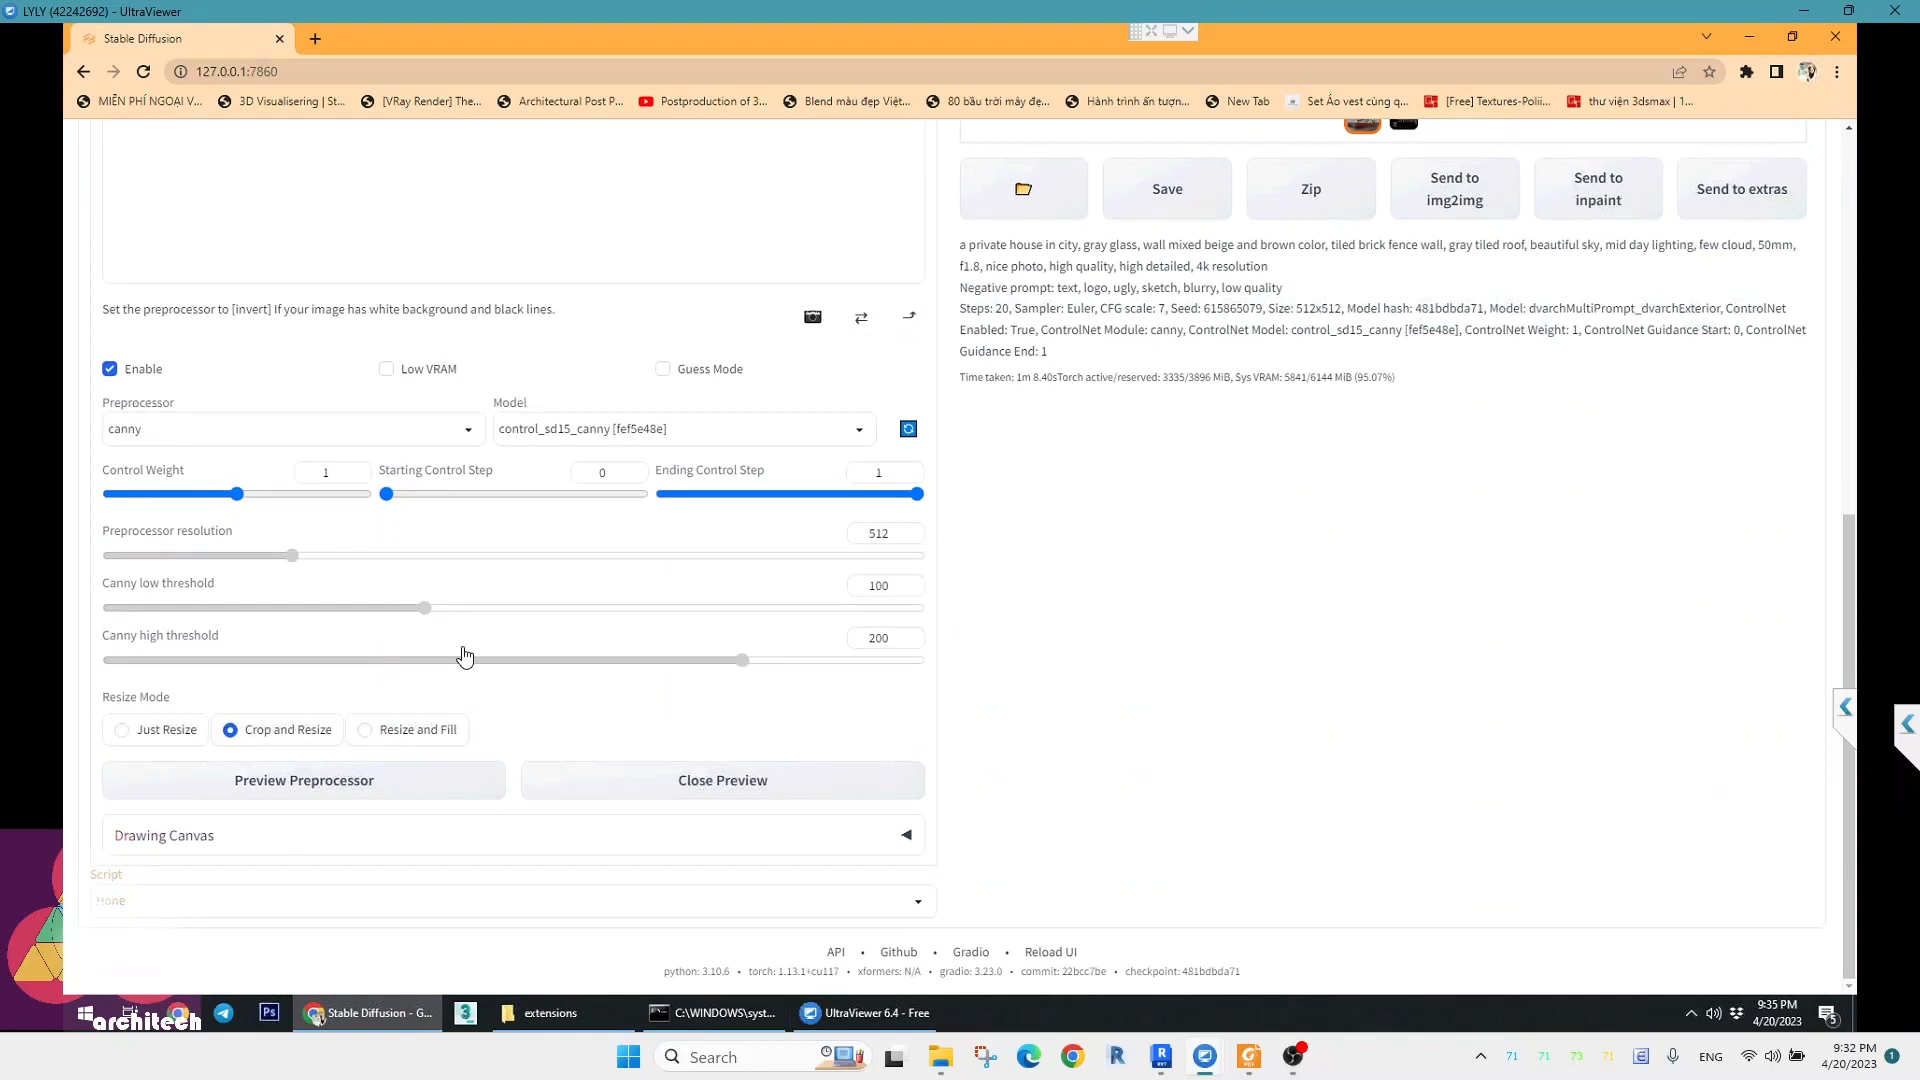 LYLY (42242692) - UltraViewer
Stable Diffusion
127.0.0.1:7860
MIỄN PHÍ NGOẠI V... 3D Visualisering | St... [VRay Render] The... Architectural Post P... Postproduction of 3... Blend màu đẹp Việt... 80 bầu trời mây đẹ... Hành trình ấn tượn... New Tab Set Áo vest cùng q... [Free] Textures-Polii... thư viện 3dsmax | 1...
Save
Zip
Send to
img2img
Send to
inpaint
Send to extras
a private house in city, gray glass, wall mixed beige and brown color, tiled brick fence wall, gray tiled roof, beautiful sky, mid day lighting, few cloud, 50mm,
f1.8, nice photo, high quality, high detailed, 4k resolution
Negative prompt: text, logo, ugly, sketch, blurry, low quality
Steps: 20, Sampler: Euler, CFG scale: 7, Seed: 615865079, Size: 512x512, Model hash: 481bdbda71, Model: dvarchMultiPrompt_dvarchExterior, ControlNet
Enabled: True, ControlNet Module: canny, ControlNet Model: control_sd15_canny [fef5e48e], ControlNet Weight: 1, ControlNet Guidance Start: 0, ControlNet
Guidance End: 1
Time taken: 1m 8.40sTorch active/reserved: 3335/3896 MiB, Sys VRAM: 5841/6144 MiB (95.07%)
Set the preprocessor to [invert] If your image has white background and black lines.
Enable Low VRAM Guess Mode
Preprocessor Model
canny control_sd15_canny [fef5e48e]
Control Weight 1 Starting Control Step 0 Ending Control Step 1
Preprocessor resolution 512
Canny low threshold 100
Canny high threshold 200
Resize Mode
Just Resize Crop and Resize Resize and Fill
Preview Preprocessor Close Preview
Drawing Canvas
Script
None
API • Github • Gradio • Reload UI
python: 3.10.6 • torch: 1.13.1+cu117 • xformers: N/A • gradio: 3.23.0 • commit: 22bcc7be • checkpoint: 481bdbda71
architech
Ps
Stable Diffusion - G...
3
extensions
C:\WINDOWS\syst...
UltraViewer 6.4 - Free
9:35 PM
4/20/2023
5
Search
R
71 71 73 71
ENG
9:32 PM
4/20/2023
1